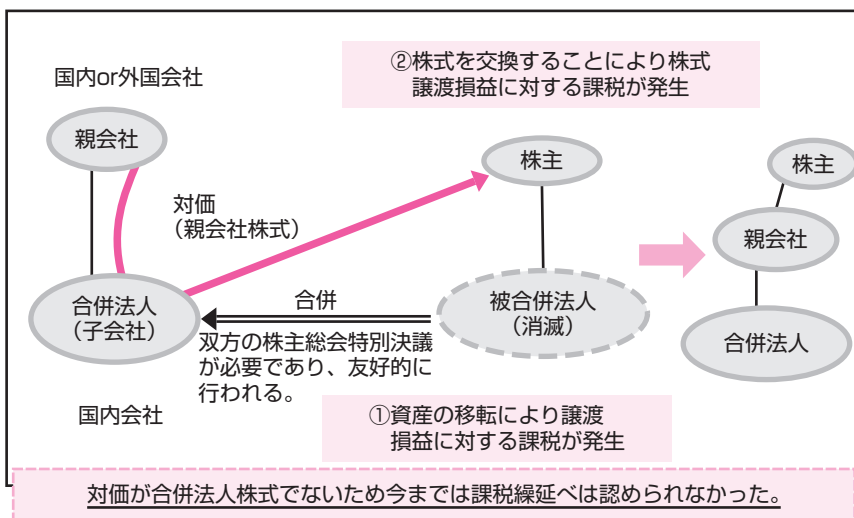 ②株式を交換することにより株式
譲渡損益に対する課税が発生
国内or外国会社
親会社
株主
株主
対価
(親会社株式)
親会社
合併法人
(子会社)
合併
被合併法人
(消滅)
合併法人
双方の株主総会特別決議
が必要であり、友好的に
行われる。
国内会社
①資産の移転により譲渡
損益に対する課税が発生
対価が合併法人株式でないため今までは課税繰延べは認められなかった。